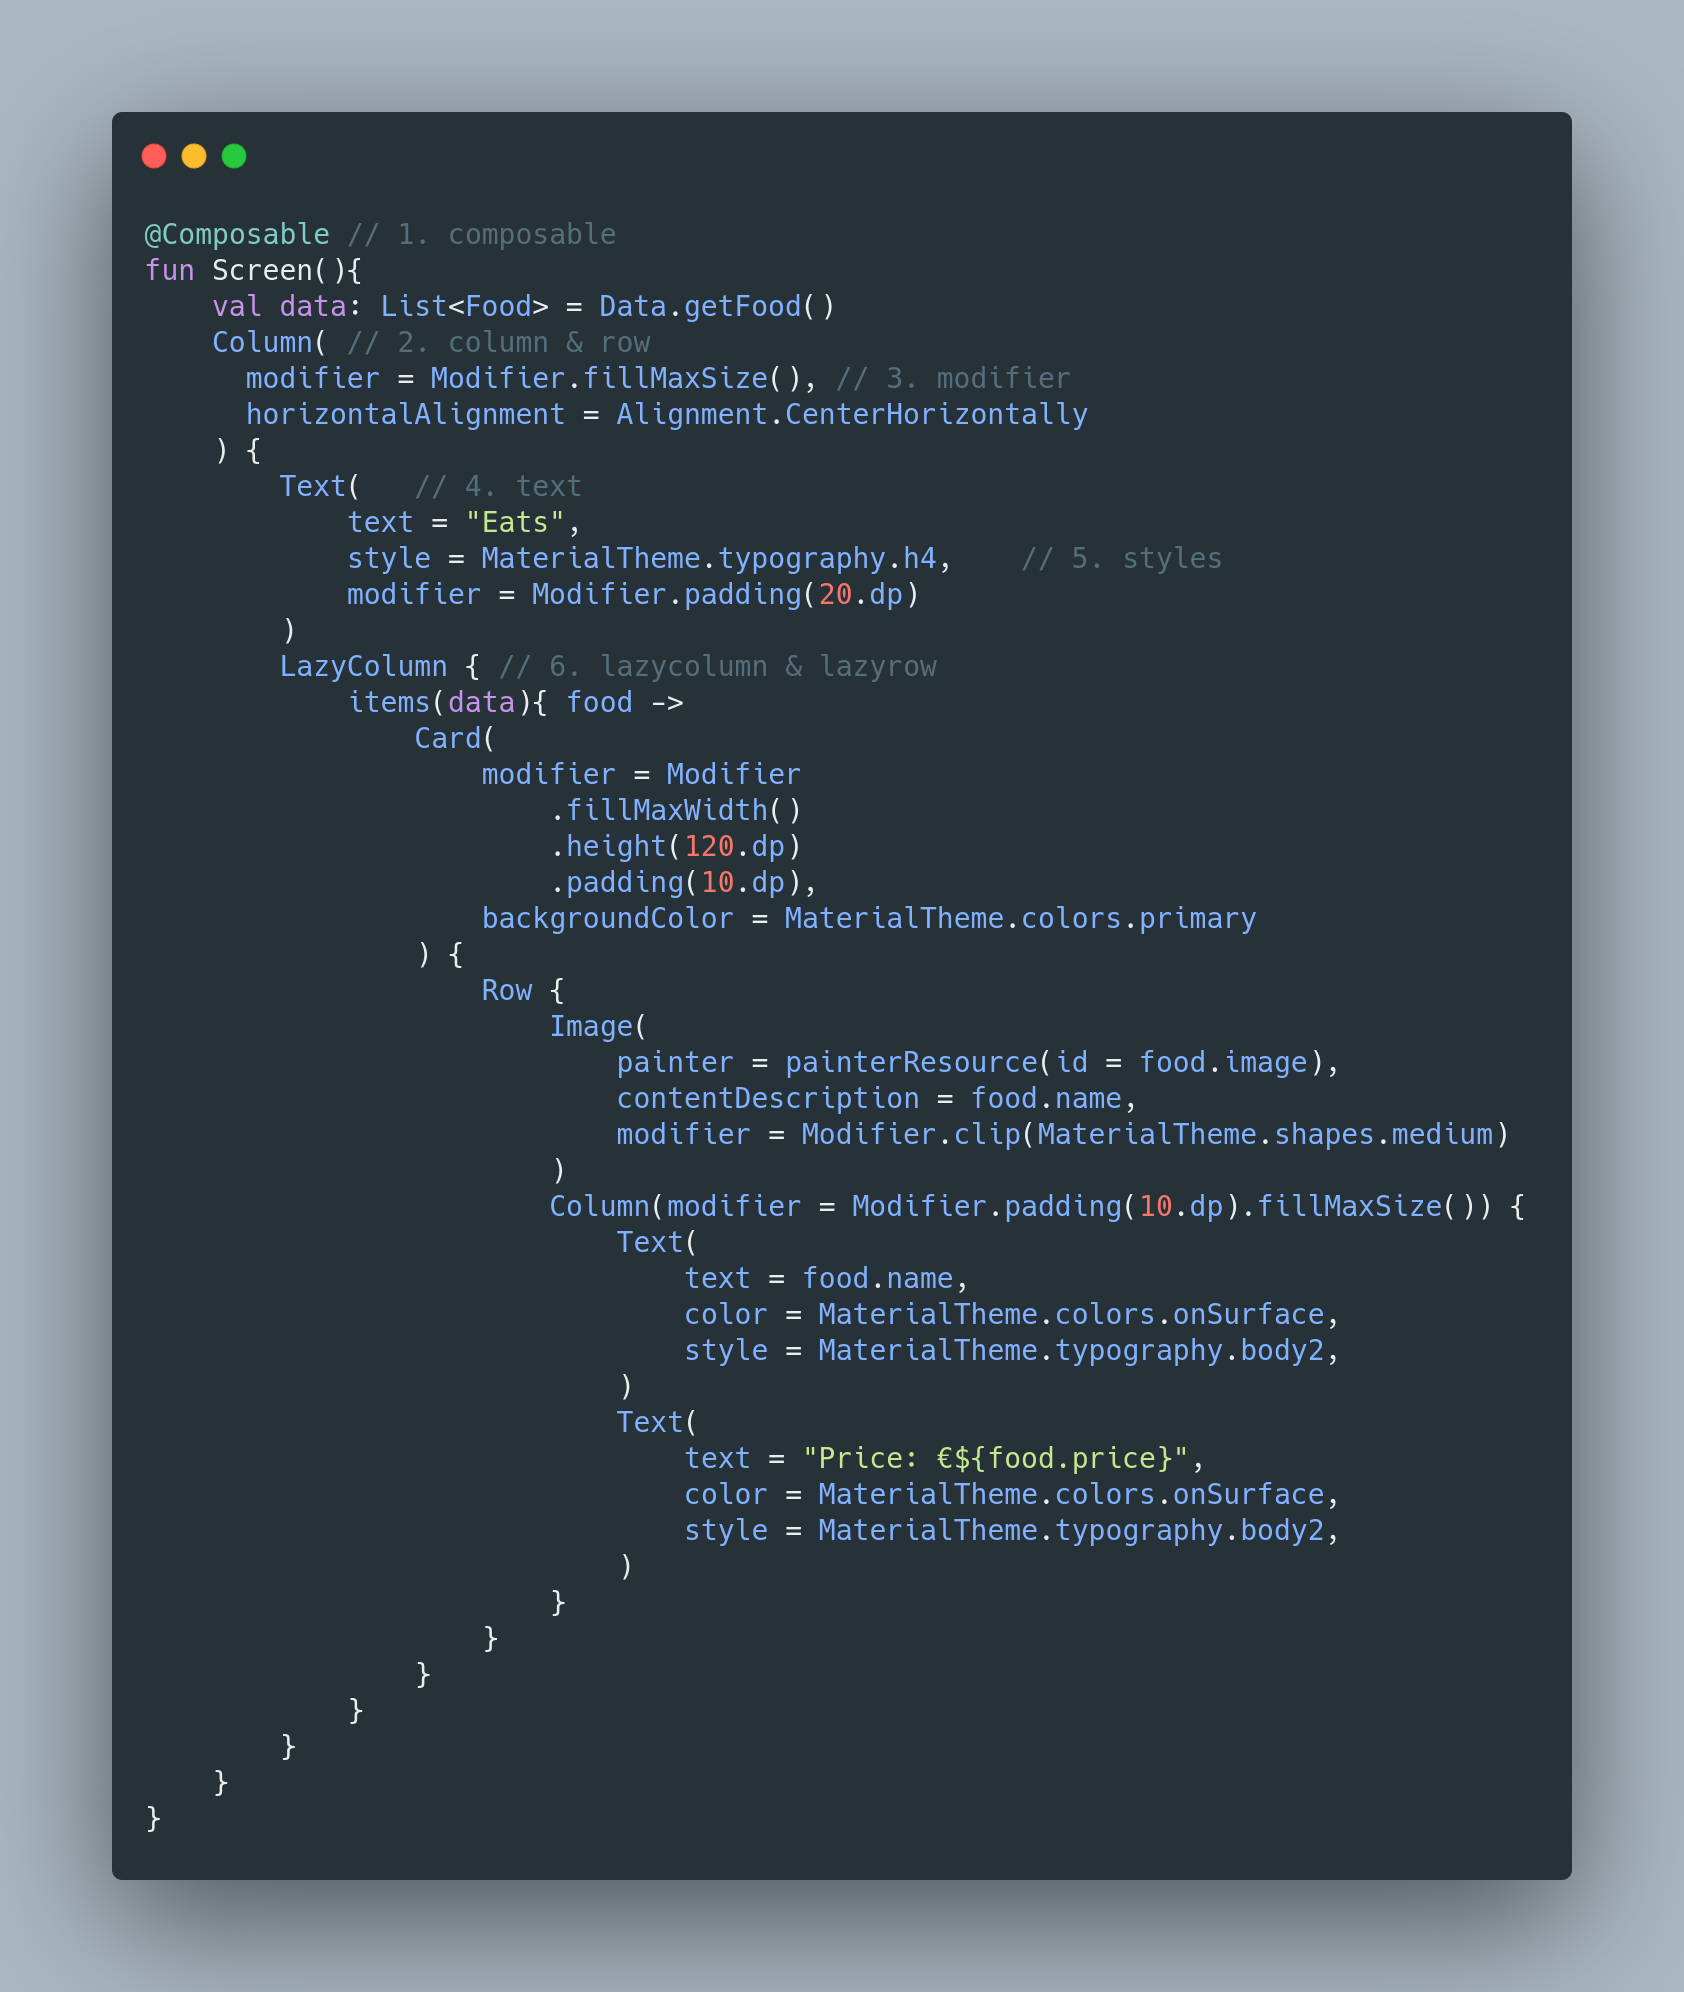 @Composable // 1. composable
fun Screen(){
    val data: List<Food> = Data.getFood()
    Column( // 2. column & row
      modifier = Modifier.fillMaxSize(), // 3. modifier
      horizontalAlignment = Alignment.CenterHorizontally
    ) {
        Text(   // 4. text
            text = "Eats",
            style = MaterialTheme.typography.h4,    // 5. styles
            modifier = Modifier.padding(20.dp)
        )
        LazyColumn { // 6. lazycolumn & lazyrow
            items(data){ food ->
                Card(
                    modifier = Modifier
                        .fillMaxWidth()
                        .height(120.dp)
                        .padding(10.dp),
                    backgroundColor = MaterialTheme.colors.primary
                ) {
                    Row {
                        Image(
                            painter = painterResource(id = food.image),
                            contentDescription = food.name,
                            modifier = Modifier.clip(MaterialTheme.shapes.medium)
                        )
                        Column(modifier = Modifier.padding(10.dp).fillMaxSize()) {
                            Text(
                                text = food.name,
                                color = MaterialTheme.colors.onSurface,
                                style = MaterialTheme.typography.body2,
                            )
                            Text(
                                text = "Price: €${food.price}",
                                color = MaterialTheme.colors.onSurface,
                                style = MaterialTheme.typography.body2,
                            )
                        }
                    }
                }
            }
        }
    }
}